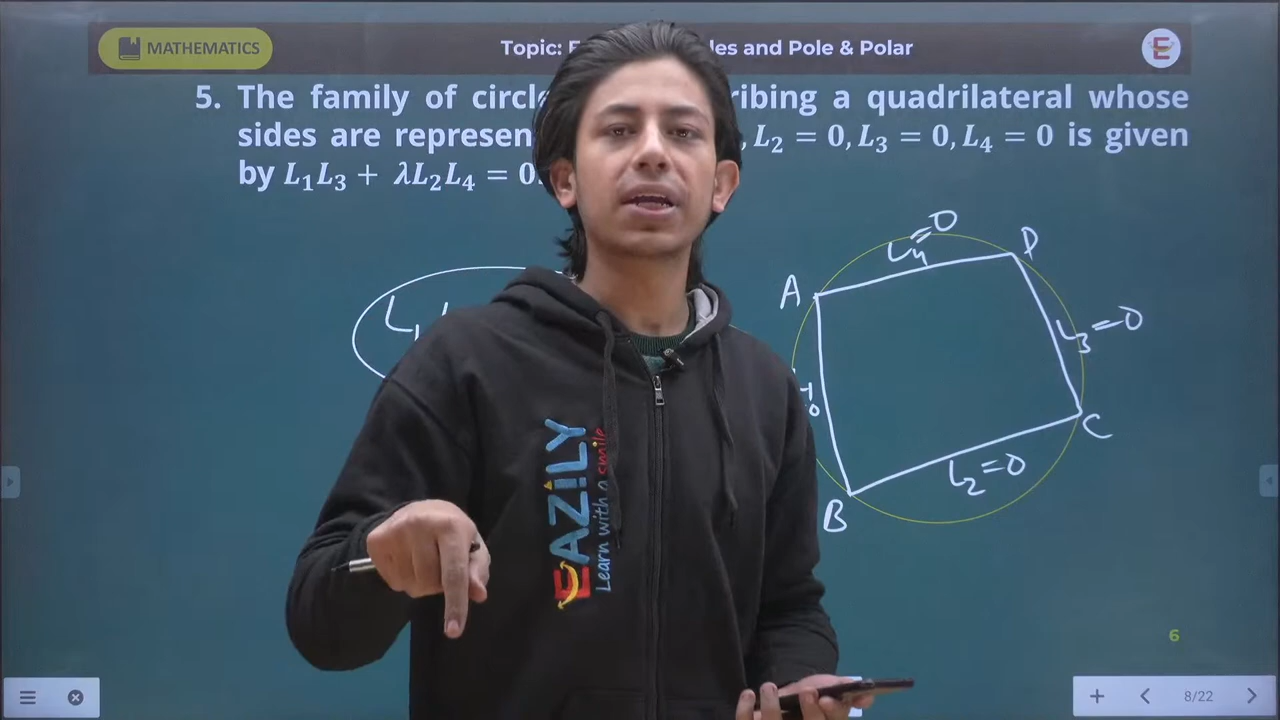 MATHEMATICS
Topic: les and Pole & Polar
E
5. The family of circl ribing a quadrilateral whose
sides are represen , L₂ = 0, L₃ = 0, L₄ = 0 is given
by L₁L₃ + λL₂L₄ = 0.
L₄=0
D
A
L₁
L₃=0
C
L₂=0
B
EAZILY
Learn with a smile
6
8/22